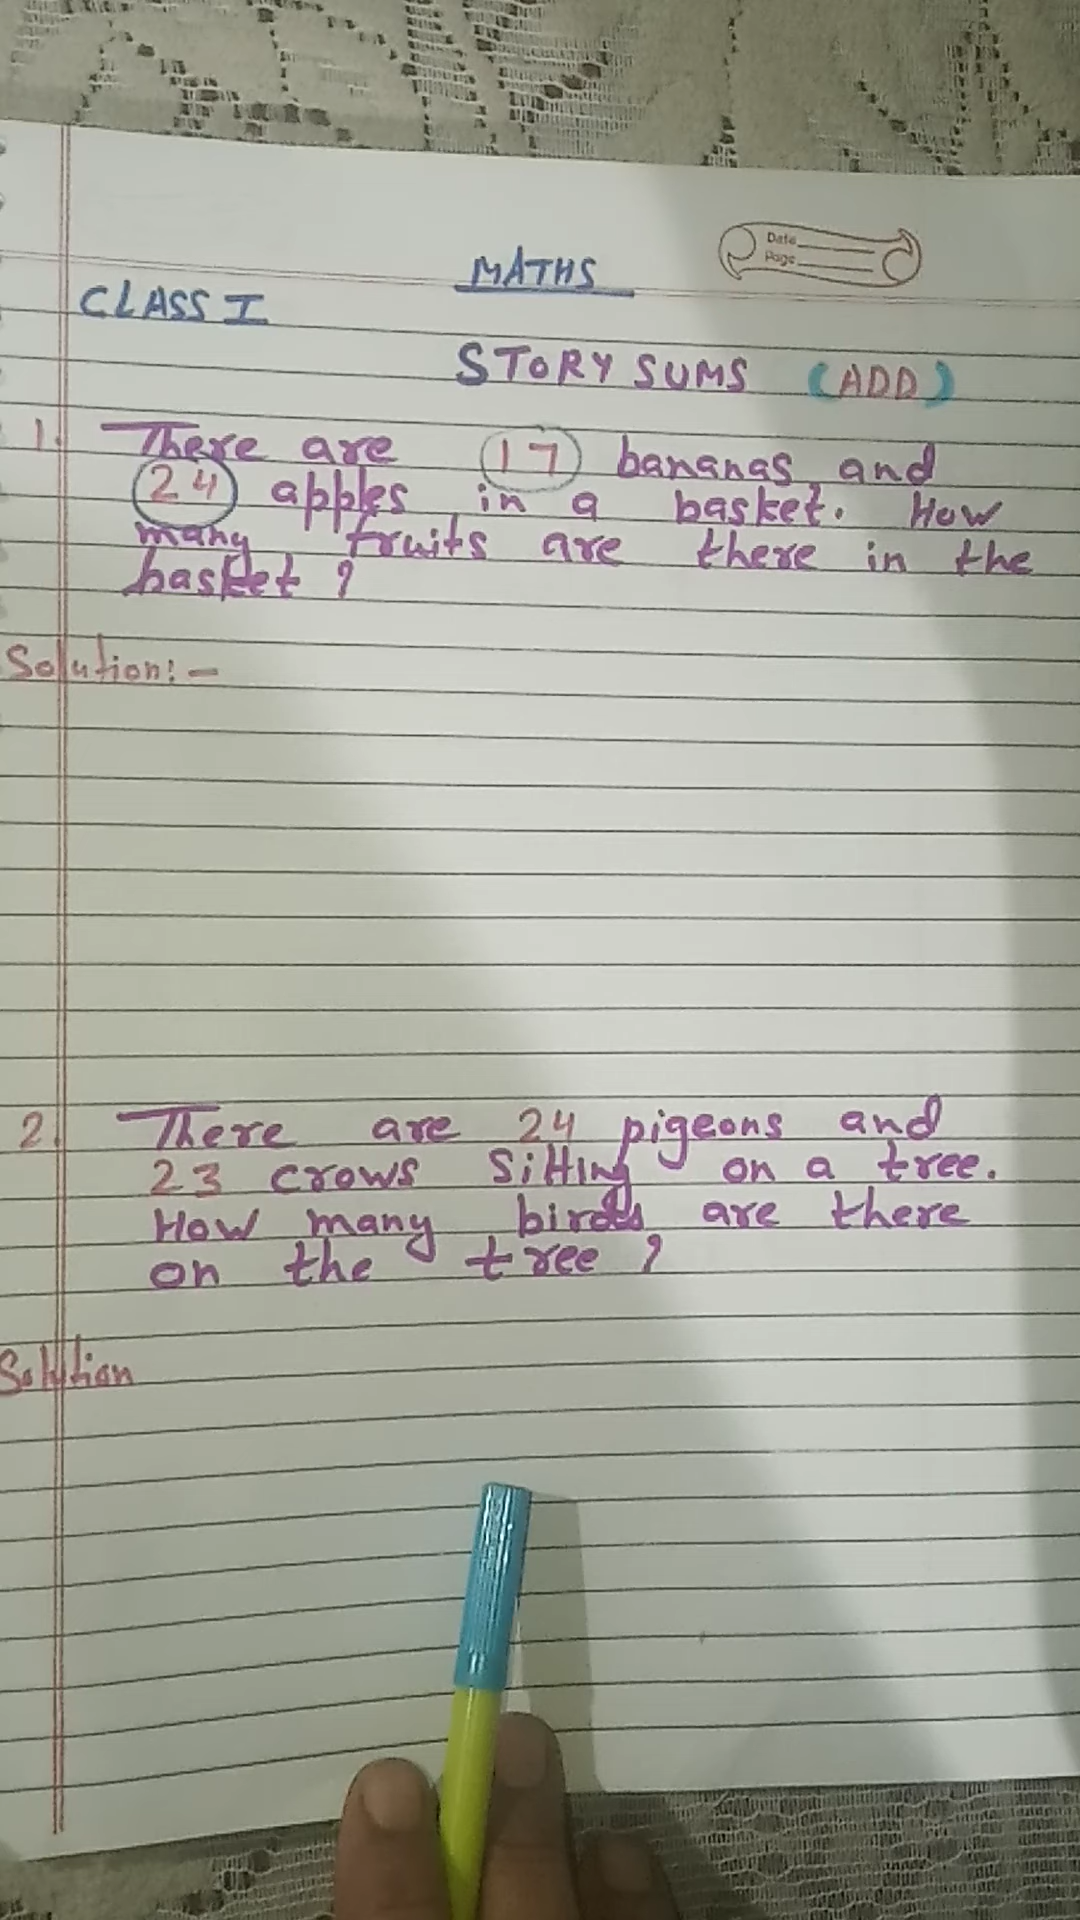 Date
Page
MATHS
CLASS I
STORY SUMS (ADD)
1. There are 17 bananas and
24 apples in a basket. How
many fruits are there in the
basket ?
Solution:-
2. There are 24 pigeons and
23 crows Sitting on a tree.
How many birds are there
on the tree ?
Solution